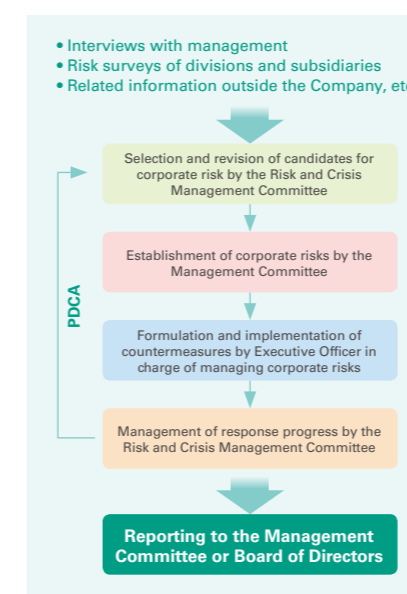 • Interviews with management
• Risk surveys of divisions and subsidiaries
• Related information outside the Company, etc
Selection and revision of candidates for
corporate risk by the Risk and Crisis
Management Committee
Establishment of corporate risks by the
Management Committee
PDCA
Formulation and implementation of
countermeasures by Executive Officer in
charge of managing corporate risks
Management of response progress by the
Risk and Crisis Management Committee
Reporting to the Management
Committee or Board of Directors